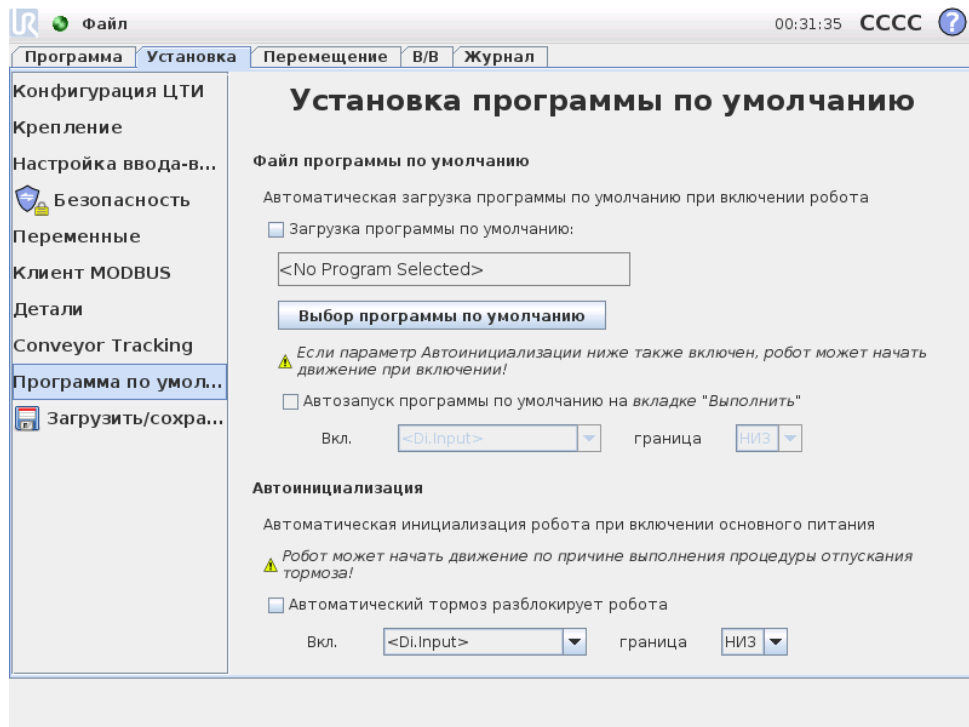 UR Файл 00:31:35 CCCC ?
Программа Установка Перемещение В/В Журнал
Конфигурация ЦТИ
Крепление
Настройка ввода-в...
Безопасность
Переменные
Клиент MODBUS
Детали
Conveyor Tracking
Программа по умол...
Загрузить/сохра...
Установка программы по умолчанию
Файл программы по умолчанию
Автоматическая загрузка программы по умолчанию при включении робота
Загрузка программы по умолчанию:
<No Program Selected>
Выбор программы по умолчанию
Если параметр Автоинициализации ниже также включен, робот может начать
движение при включении!
Автозапуск программы по умолчанию на вкладке "Выполнить"
Вкл. <Di.Input> граница НИЗ
Автоинициализация
Автоматическая инициализация робота при включении основного питания
Робот может начать движение по причине выполнения процедуры отпускания
тормоза!
Автоматический тормоз разблокирует робота
Вкл. <Di.Input> граница НИЗ